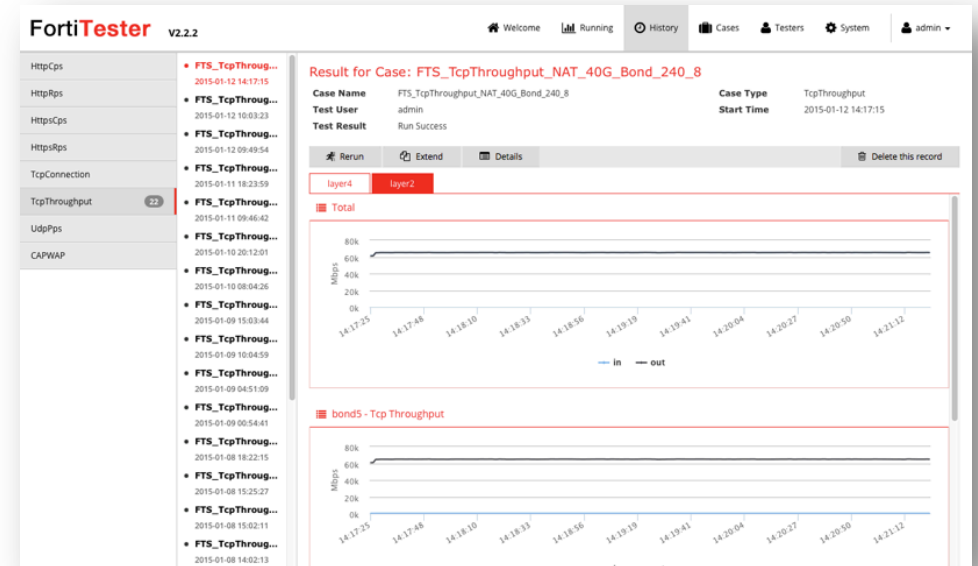 FortiTester V2.2.2
Welcome Running History Cases Testers System admin
HttpCps
HttpRps
HttpsCps
HttpsRps
TcpConnection
TcpThroughput 22
UdpPps
CAPWAP
FTS_TcpThroug...
2015-01-12 14:17:15
FTS_TcpThroug...
2015-01-12 10:03:23
FTS_TcpThroug...
2015-01-12 09:49:54
FTS_TcpThroug...
2015-01-11 18:23:59
FTS_TcpThroug...
2015-01-11 09:46:42
FTS_TcpThroug...
2015-01-10 20:12:01
FTS_TcpThroug...
2015-01-10 08:04:26
FTS_TcpThroug...
2015-01-09 15:03:44
FTS_TcpThroug...
2015-01-09 10:04:59
FTS_TcpThroug...
2015-01-09 04:51:09
FTS_TcpThroug...
2015-01-09 00:54:41
FTS_TcpThroug...
2015-01-08 18:22:15
FTS_TcpThroug...
2015-01-08 15:25:27
FTS_TcpThroug...
2015-01-08 15:02:11
FTS_TcpThroug...
2015-01-08 14:02:13
Result for Case: FTS_TcpThroughput_NAT_40G_Bond_240_8
Case Name FTS_TcpThroughput_NAT_40G_Bond_240_8 Case Type TcpThroughput
Test User admin Start Time 2015-01-12 14:17:15
Test Result Run Success
Rerun Extend Details Delete this record
layer4 layer2
Total
80k
60k
40k
20k
0k
Mbps
14:17:25 14:17:48 14:18:10 14:18:33 14:18:56 14:19:19 14:19:41 14:20:04 14:20:27 14:20:50 14:21:12
in out
bond5 - Tcp Throughput
80k
60k
40k
20k
0k
Mbps
14:17:25 14:17:48 14:18:10 14:18:33 14:18:56 14:19:19 14:19:41 14:20:04 14:20:27 14:20:50 14:21:12